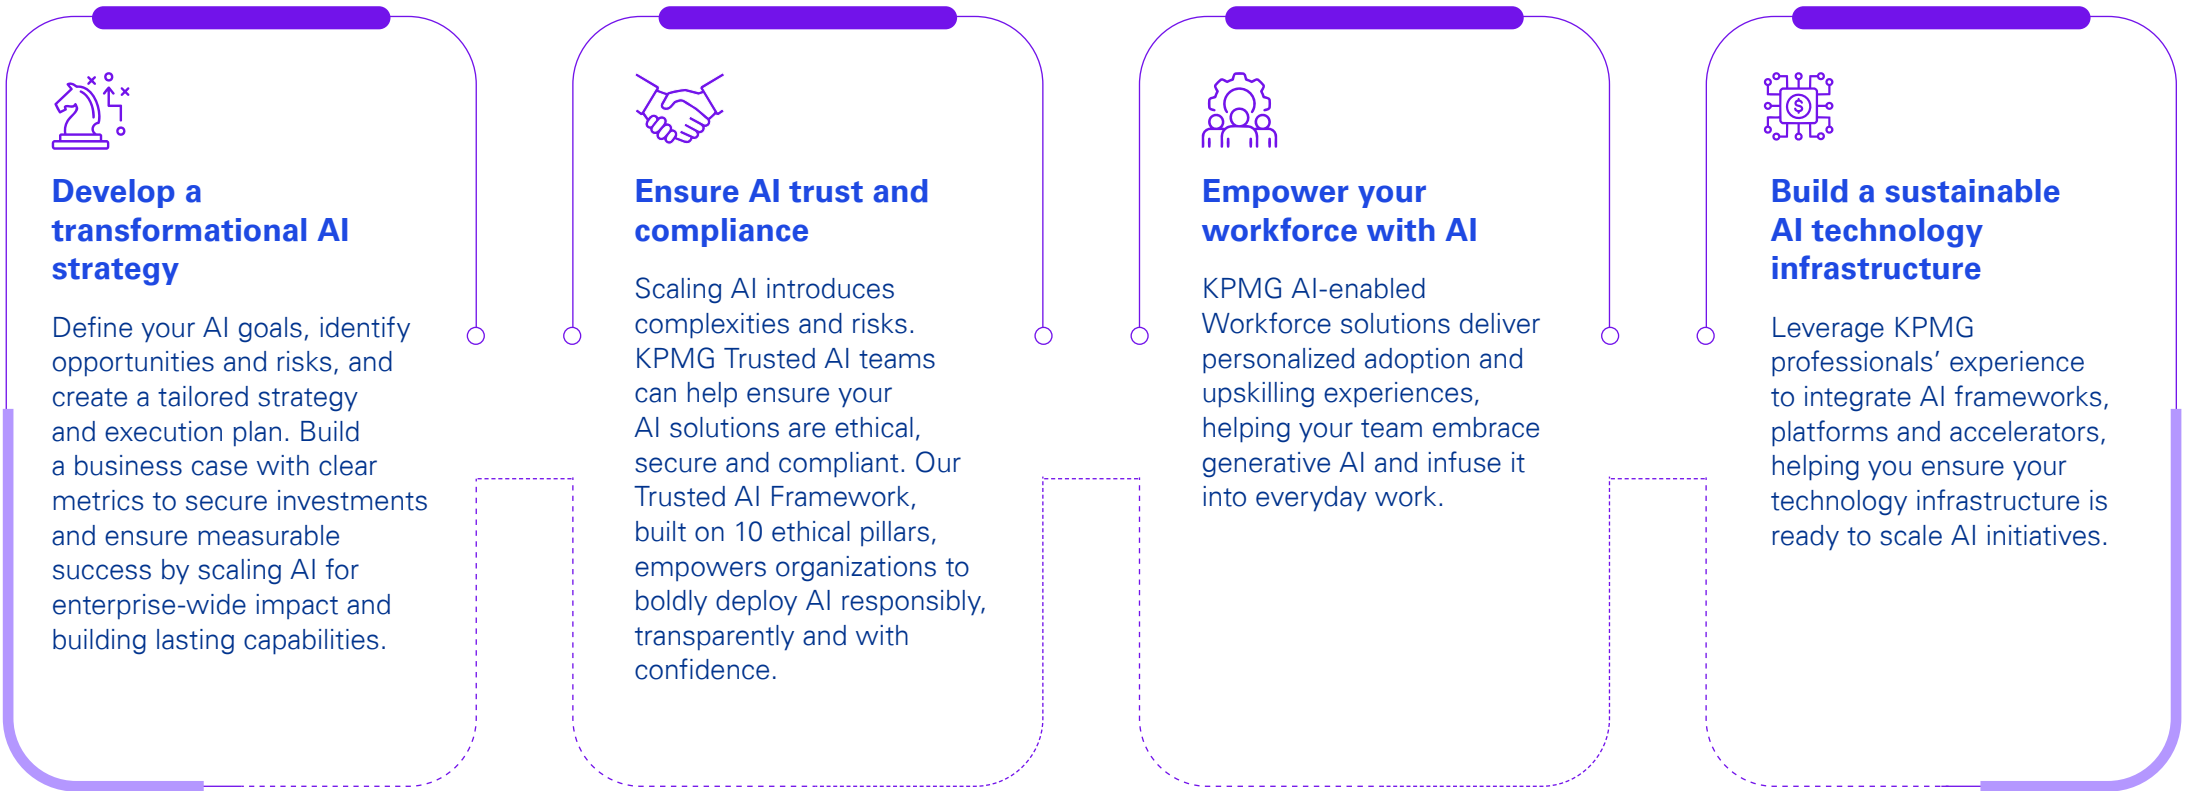 Develop a
transformational AI
strategy
Define your AI goals, identify
opportunities and risks, and
create a tailored strategy
and execution plan. Build
a business case with clear
metrics to secure investments
and ensure measurable
success by scaling AI for
enterprise-wide impact and
building lasting capabilities.
Ensure AI trust and
compliance
Scaling AI introduces
complexities and risks.
KPMG Trusted AI teams
can help ensure your
AI solutions are ethical,
secure and compliant. Our
Trusted AI Framework,
built on 10 ethical pillars,
empowers organizations to
boldly deploy AI responsibly,
transparently and with
confidence.
Empower your
workforce with AI
KPMG AI-enabled
Workforce solutions deliver
personalized adoption and
upskilling experiences,
helping your team embrace
generative AI and infuse it
into everyday work.
$
Build a sustainable
AI technology
infrastructure
Leverage KPMG
professionals’ experience
to integrate AI frameworks,
platforms and accelerators,
helping you ensure your
technology infrastructure is
ready to scale AI initiatives.